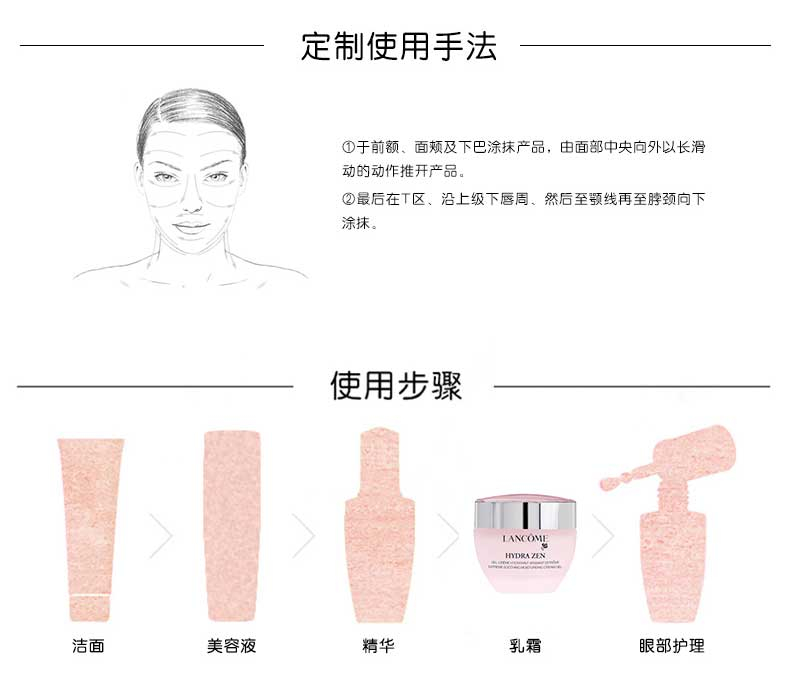 定制使用手法
①于前额、面颊及下巴涂抹产品，由面部中央向外以长滑
动的动作推开产品。
②最后在T区、沿上级下唇周、然后至颚线再至脖颈向下
涂抹。
使用步骤
LANCÔME
HYDRA ZEN
洁面
美容液
精华
乳霜
眼部护理